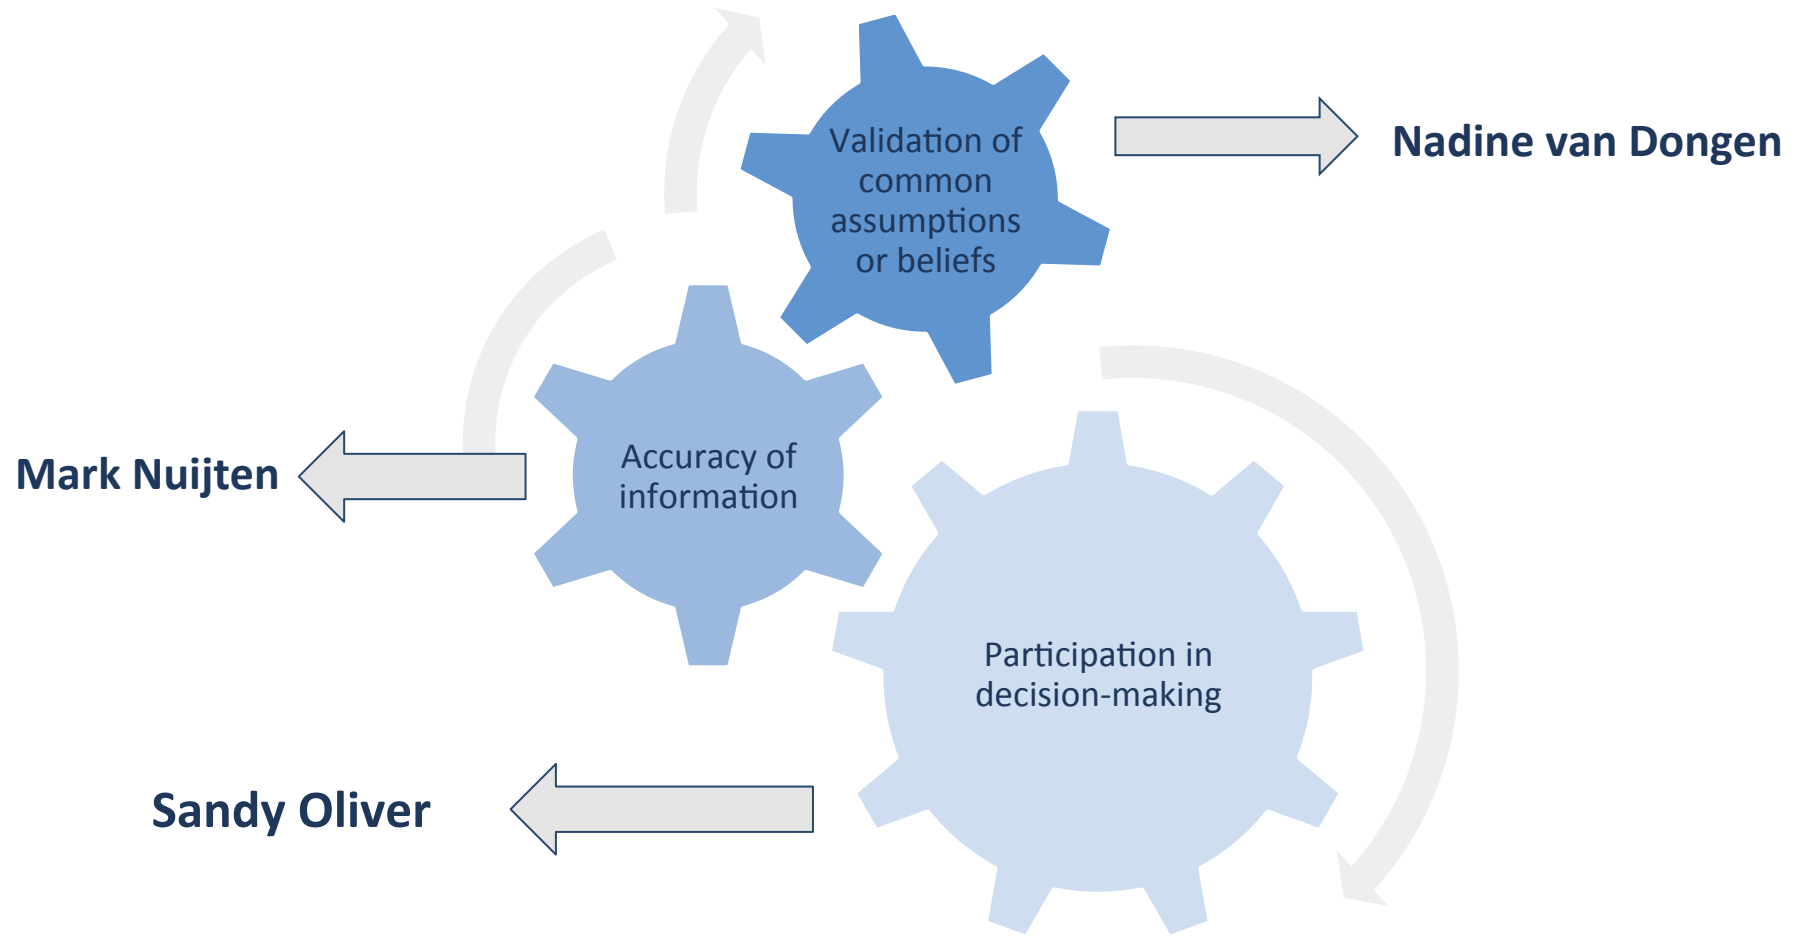 Validation of
common
assumptions
or beliefs
Nadine van Dongen
Mark Nuijten
Accuracy of
information
Participation in
decision-making
Sandy Oliver